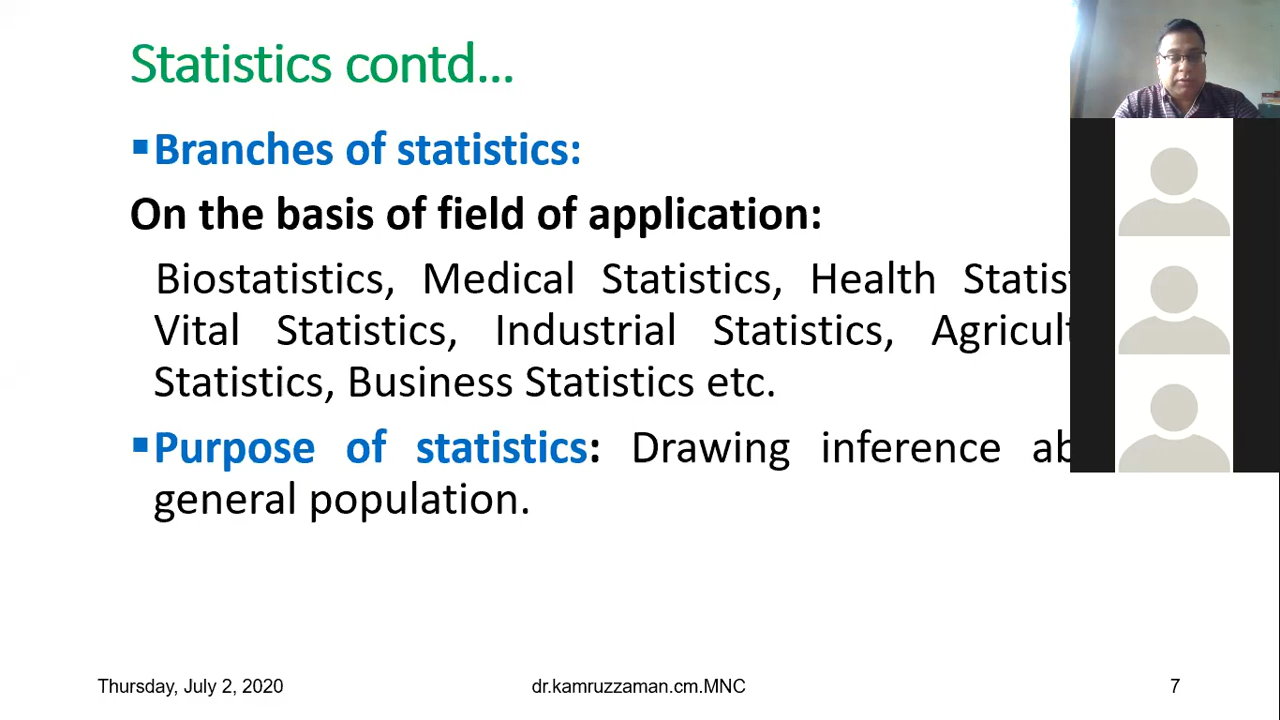 Statistics contd...
▪Branches of statistics:
On the basis of field of application:
Biostatistics, Medical Statistics, Health
Vital Statistics, Industrial Statistics,
Statistics, Business Statistics etc.
▪Purpose of statistics: Drawing inference
general population.
Thursday, July 2, 2020 dr.kamruzzaman.cm.MNC 7